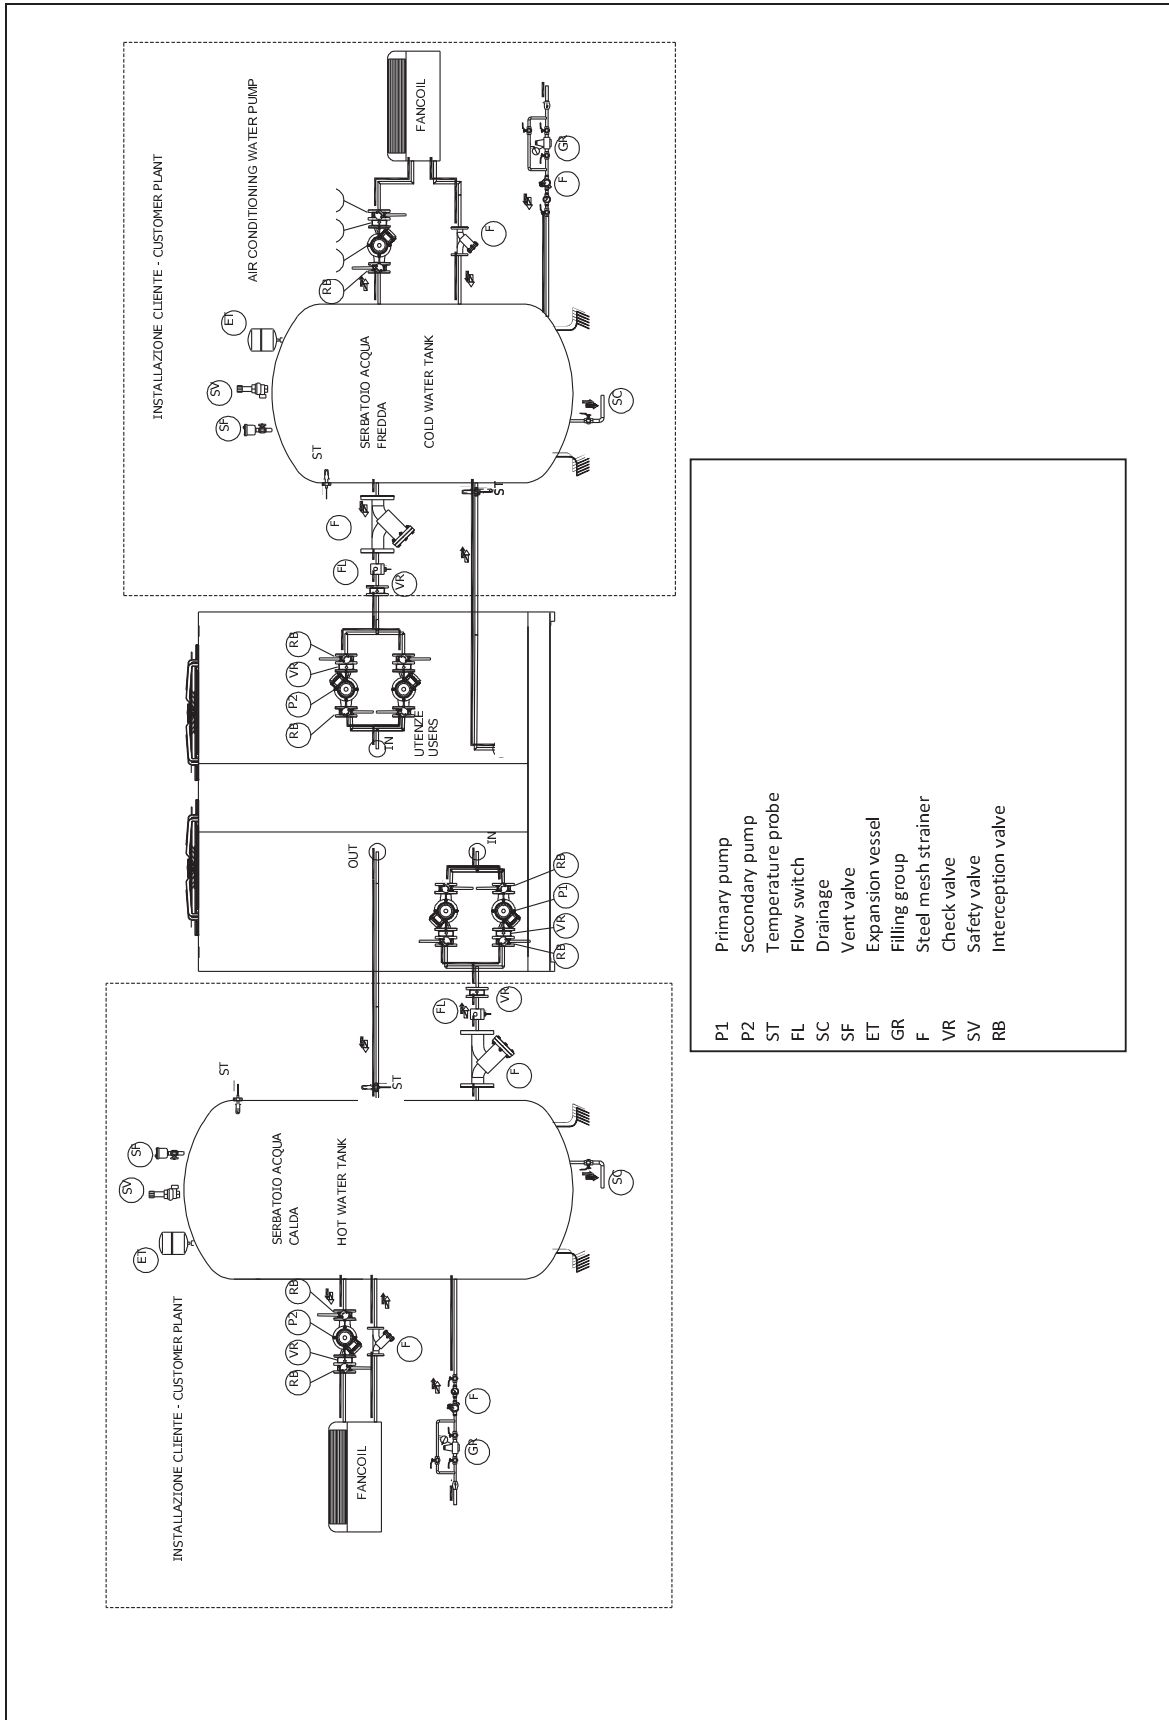 INSTALLAZIONE CLIENTE - CUSTOMER PLANT
ET
SV
SF
ST
SERBATOIO ACQUA
CALDA
HOT WATER TANK
RB
VR
P2
RB
F
FANCOIL
GR
F
SC
ST
OUT
FL
VR
F
RB
VR
P1
RB
IN
RB
P2
VR
RB
IN
UTENZE
USERS
FL
VR
F
ST
INSTALLAZIONE CLIENTE - CUSTOMER PLANT
AIR CONDITIONING WATER PUMP
SF
SV
ET
ST
SERBATOIO ACQUA
FREDDA
COLD WATER TANK
RB
F
FANCOIL
F
GR
SC
P1 Primary pump
P2 Secondary pump
ST Temperature probe
FL Flow switch
SC Drainage
SF Vent valve
ET Expansion vessel
GR Filling group
F Steel mesh strainer
VR Check valve
SV Safety valve
RB Interception valve